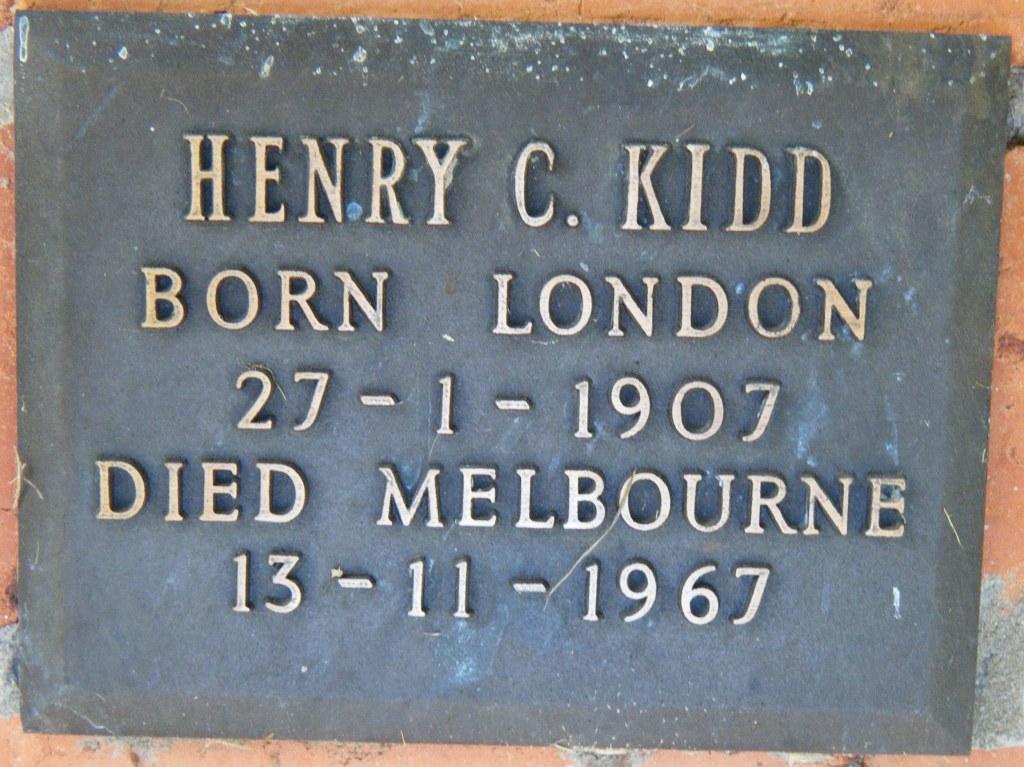 HENRY C. KIDD
BORN LONDON
27 - 1 - 1907
DIED MELBOURNE
13 - 11 - 1967